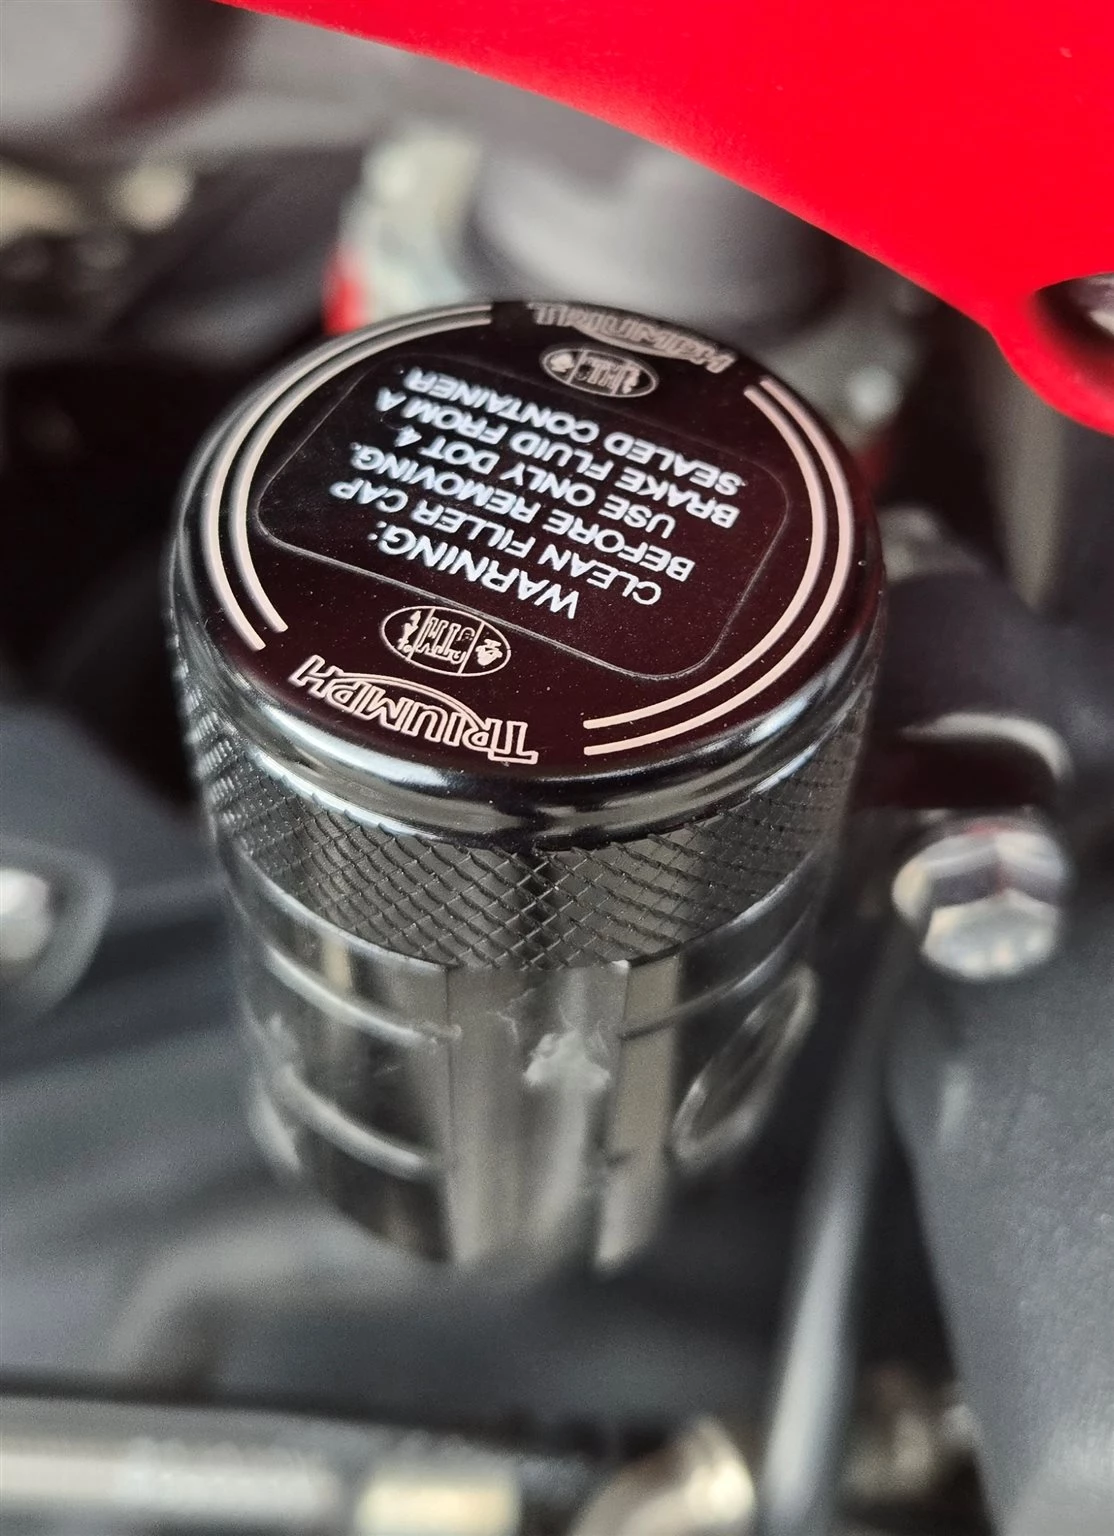 TRIUMPH
WARNING:
CLEAN FILLER CAP
BEFORE REMOVING.
USE ONLY DOT 4,
BRAKE FLUID FROM A
SEALED CONTAINER
TRIUMPH